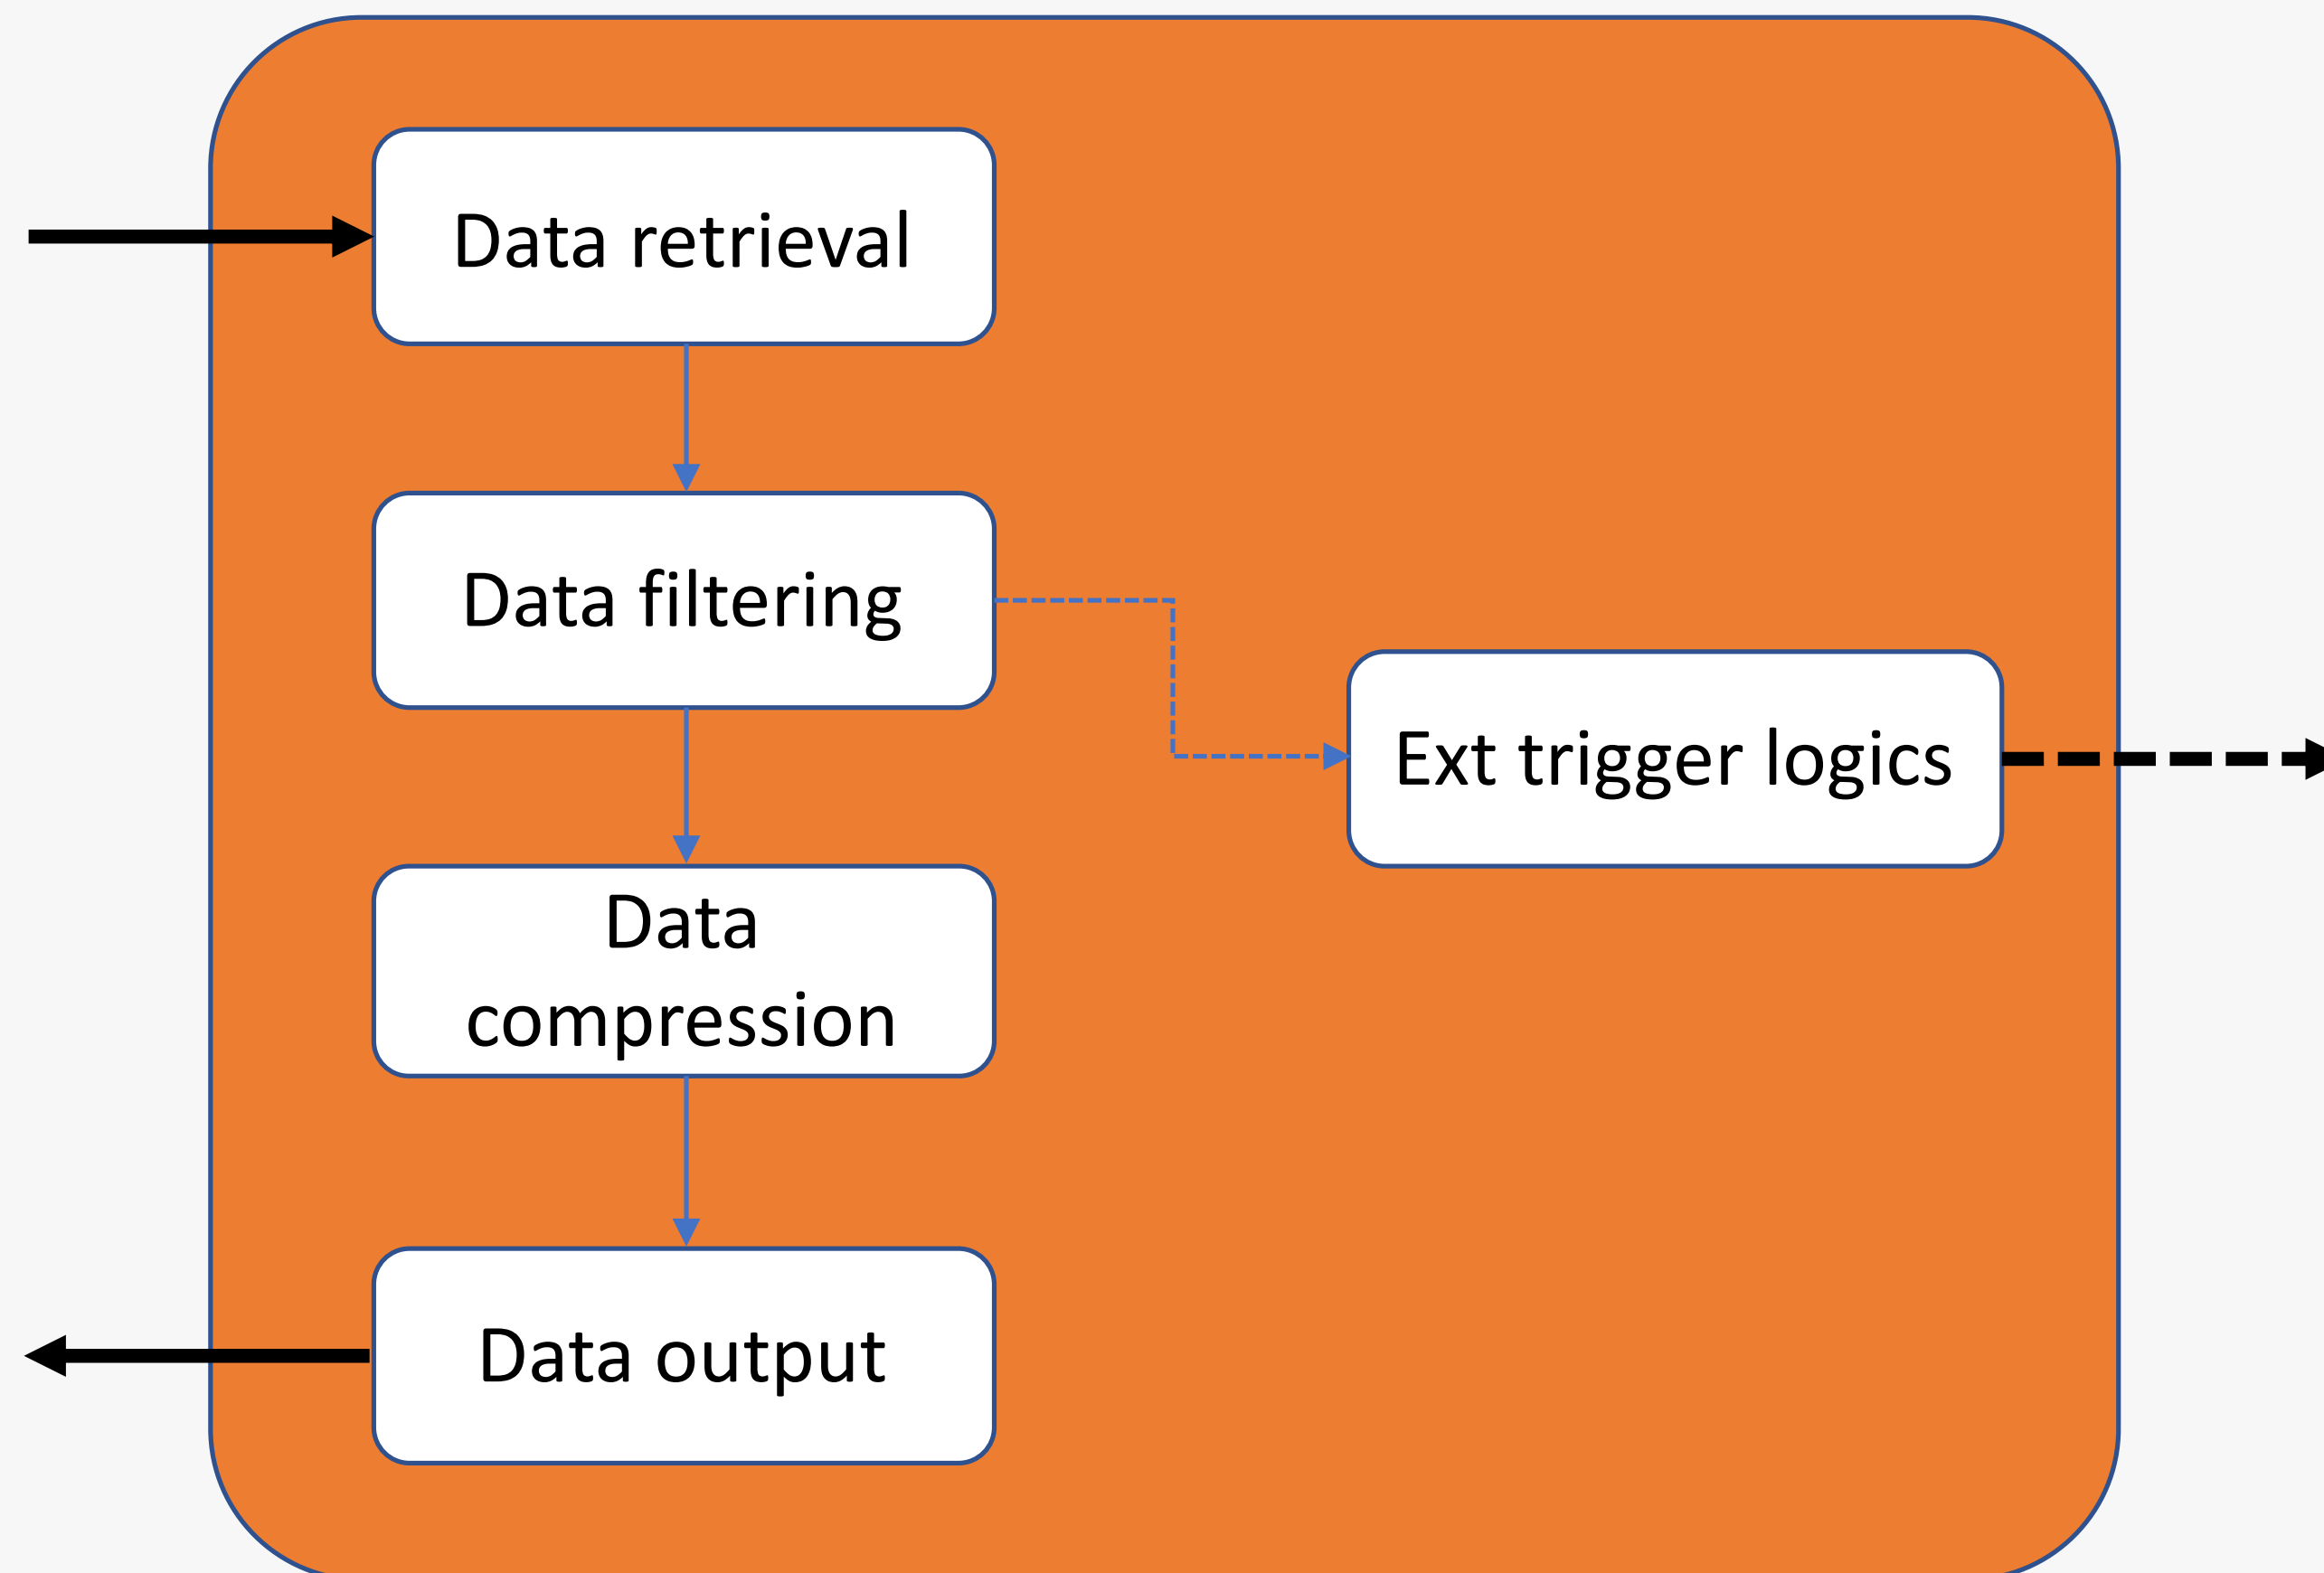 Data retrieval
Data filtering
Ext trigger logics
Data
compression
Data output